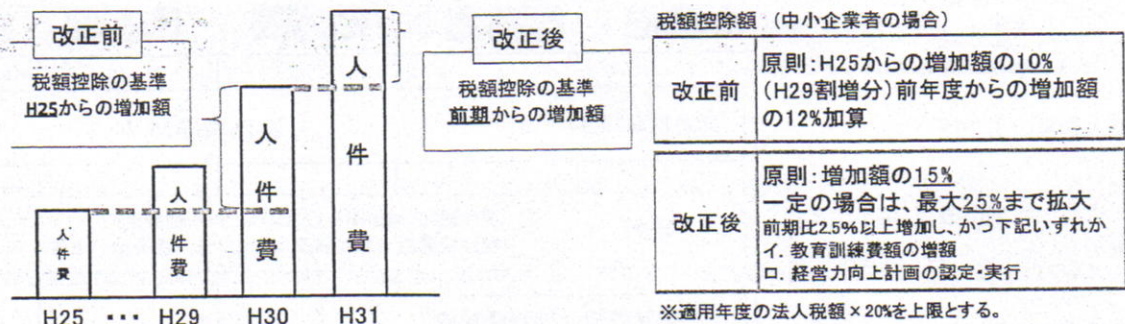 改正前
税額控除の基準
H25からの増加額
人件費
人件費
人件費
人件費
H25 ・・・ H29 H30 H31
改正後
税額控除の基準
前期からの増加額
税額控除額 (中小企業者の場合)
改正前
原則:H25からの増加額の10%
(H29割増分)前年度からの増加額
の12%加算
改正後
原則:増加額の15%
一定の場合は、最大25%まで拡大
前期比2.5%以上増加し、かつ下記いずれか
イ. 教育訓練費額の増額
ロ. 経営力向上計画の認定・実行
※適用年度の法人税額×20%を上限とする。